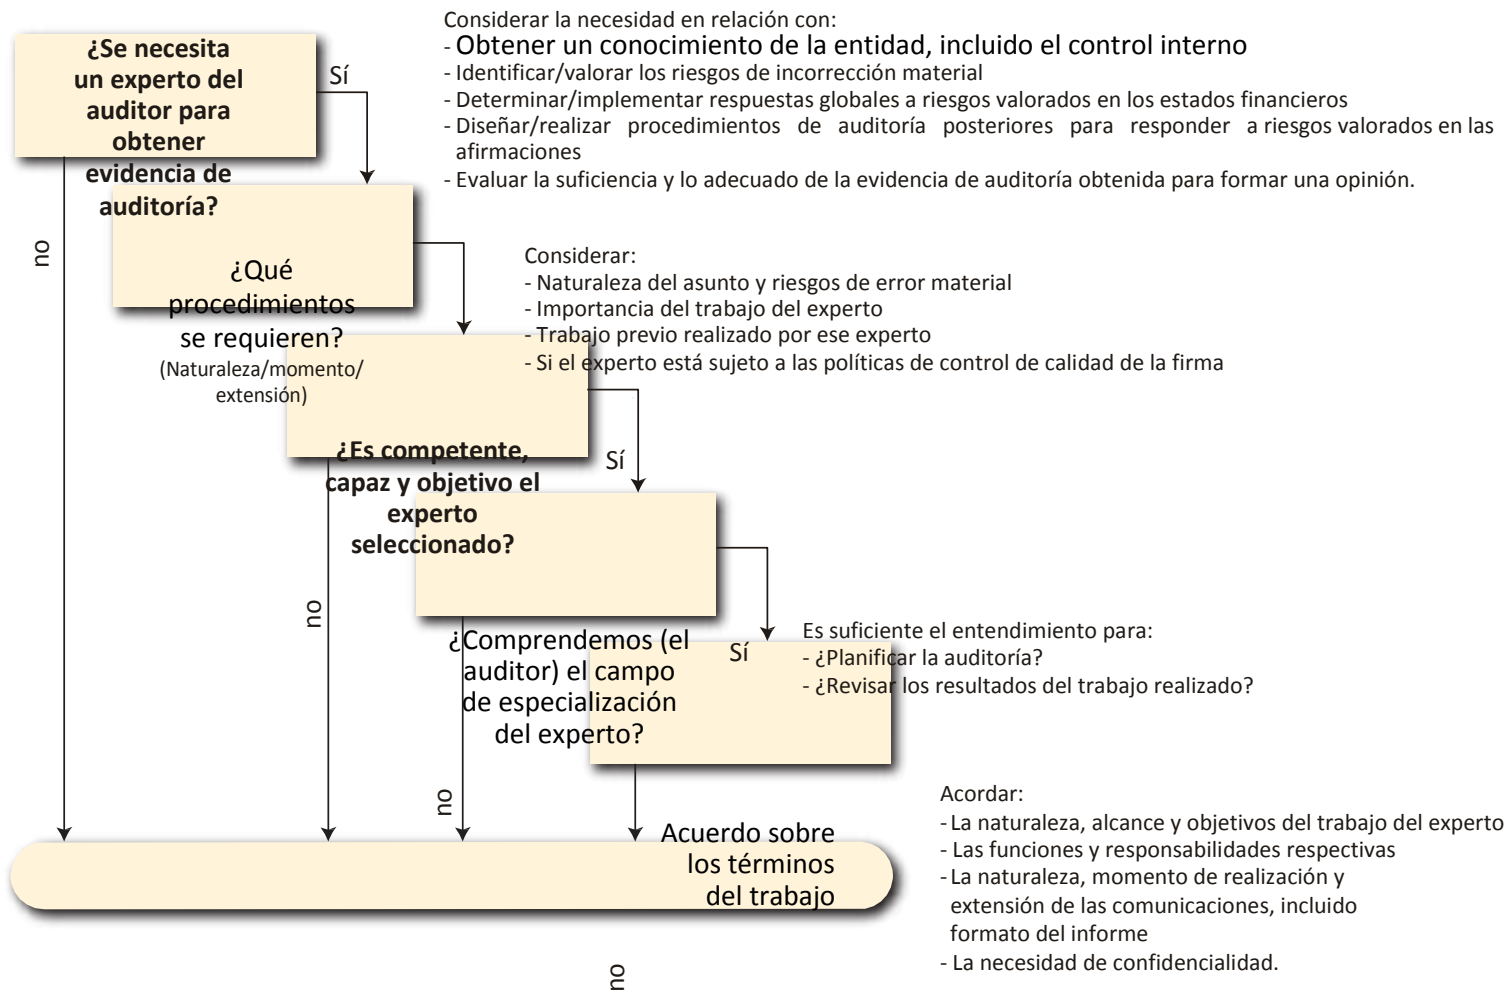 Considerar la necesidad en relación con:
- Obtener un conocimiento de la entidad, incluido el control interno
- Identificar/valorar los riesgos de incorrección material
- Determinar/implementar respuestas globales a riesgos valorados en los estados financieros
- Diseñar/realizar procedimientos de auditoría posteriores para responder a riesgos valorados en las
afirmaciones
- Evaluar la suficiencia y lo adecuado de la evidencia de auditoría obtenida para formar una opinión.
¿Se necesita
un experto del
auditor para
obtener
evidencia de
auditoría?
Sí
no
¿Qué
procedimientos
se requieren?
(Naturaleza/momento/
extensión)
Considerar:
- Naturaleza del asunto y riesgos de error material
- Importancia del trabajo del experto
- Trabajo previo realizado por ese experto
- Si el experto está sujeto a las políticas de control de calidad de la firma
¿Es competente,
capaz y objetivo el
experto
seleccionado?
Sí
no
¿Comprendemos (el
auditor) el campo
de especialización
del experto?
Sí
no
Es suficiente el entendimiento para:
- ¿Planificar la auditoría?
- ¿Revisar los resultados del trabajo realizado?
Acuerdo sobre
los términos
del trabajo
no
Acordar:
- La naturaleza, alcance y objetivos del trabajo del experto
- Las funciones y responsabilidades respectivas
- La naturaleza, momento de realización y
extensión de las comunicaciones, incluido
formato del informe
- La necesidad de confidencialidad.